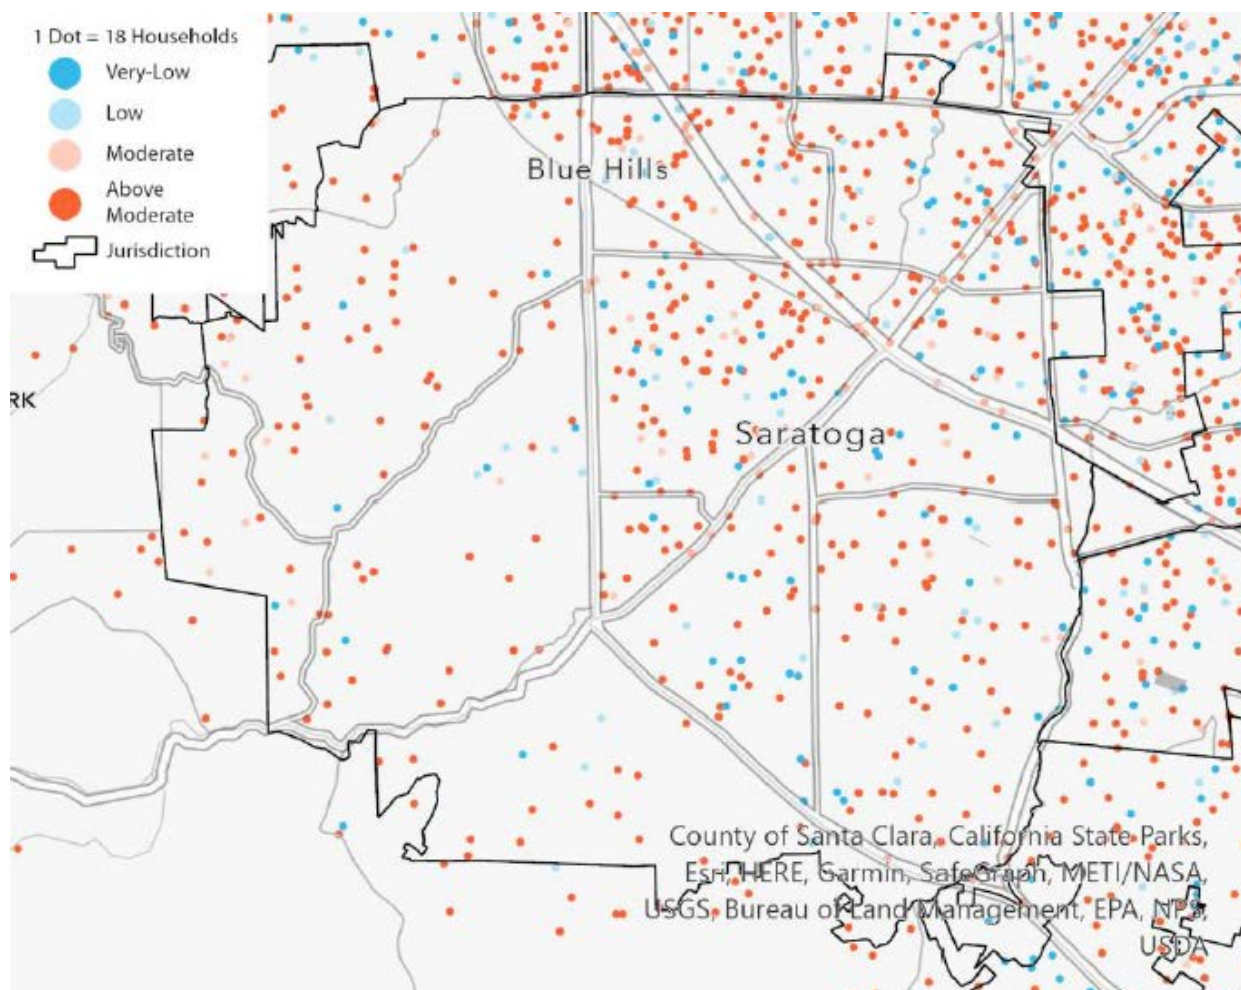 1 Dot = 18 Households
Very-Low
Low
Moderate
Above
Moderate
Jurisdiction
Blue Hills
RK
Saratoga
County of Santa Clara, California State Parks,
Esri, HERE, Garmin, SafeGraph, METI/NASA,
USGS, Bureau of Land Management, EPA, NPS,
USDA